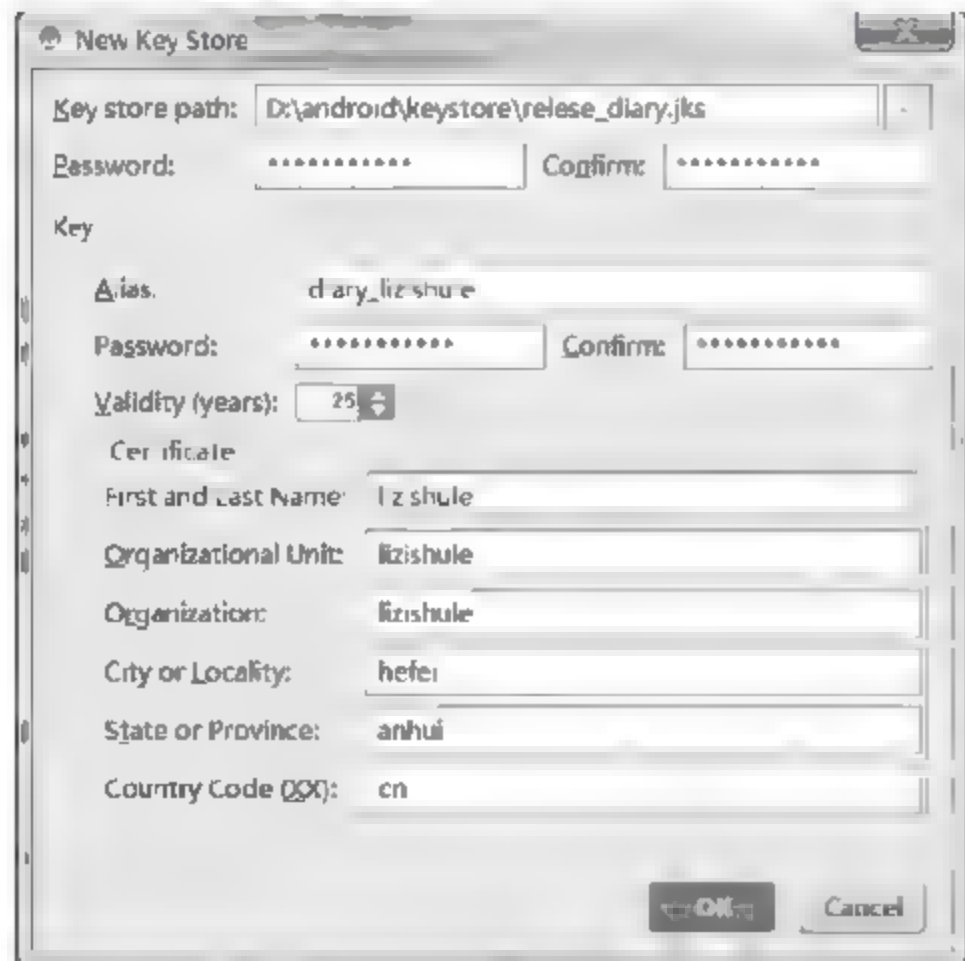 New Key Store
Key store path: D:\android\keystore\relese_diary.jks
Password: ••••••••••• Confirm: •••••••••••
Key
Alias: diary_lizishule
Password: ••••••••••• Confirm: •••••••••••
Validity (years): 25
Certificate
First and Last Name: lizishule
Organizational Unit: lizishule
Organization: lizishule
City or Locality: hefei
State or Province: anhui
Country Code (XX): cn
OK Cancel